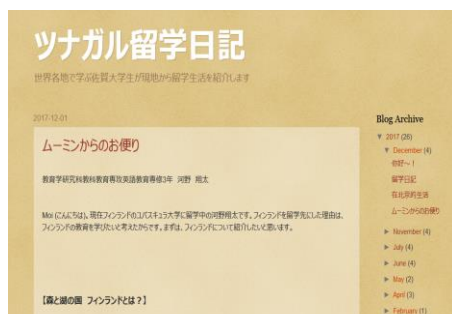 ツナガル留学日記
世界各地で学ぶ佐賀大学生が現地から留学生活を紹介します
2017-12-01
ムーミンからのお便り
教育学研究科教科教育専攻英語教育専修3年 河野 翔太
Moi (こんにちは)。現在フィンランドのユバスキュラ大学に留学中の河野翔太です。フィンランドを留学先にした理由は、
フィンランドの教育を学びたいと考えたからです。まずは、フィンランドについて紹介したいと思います。
【森と湖の国 フィンランドとは？】
Blog Archive
▼ 2017 (26)
▼ December (4)
你好～！
留学日記
我北京的生活
ムーミンからのお便り
► November (4)
► July (4)
► June (4)
► May (2)
► April (3)
► February (1)